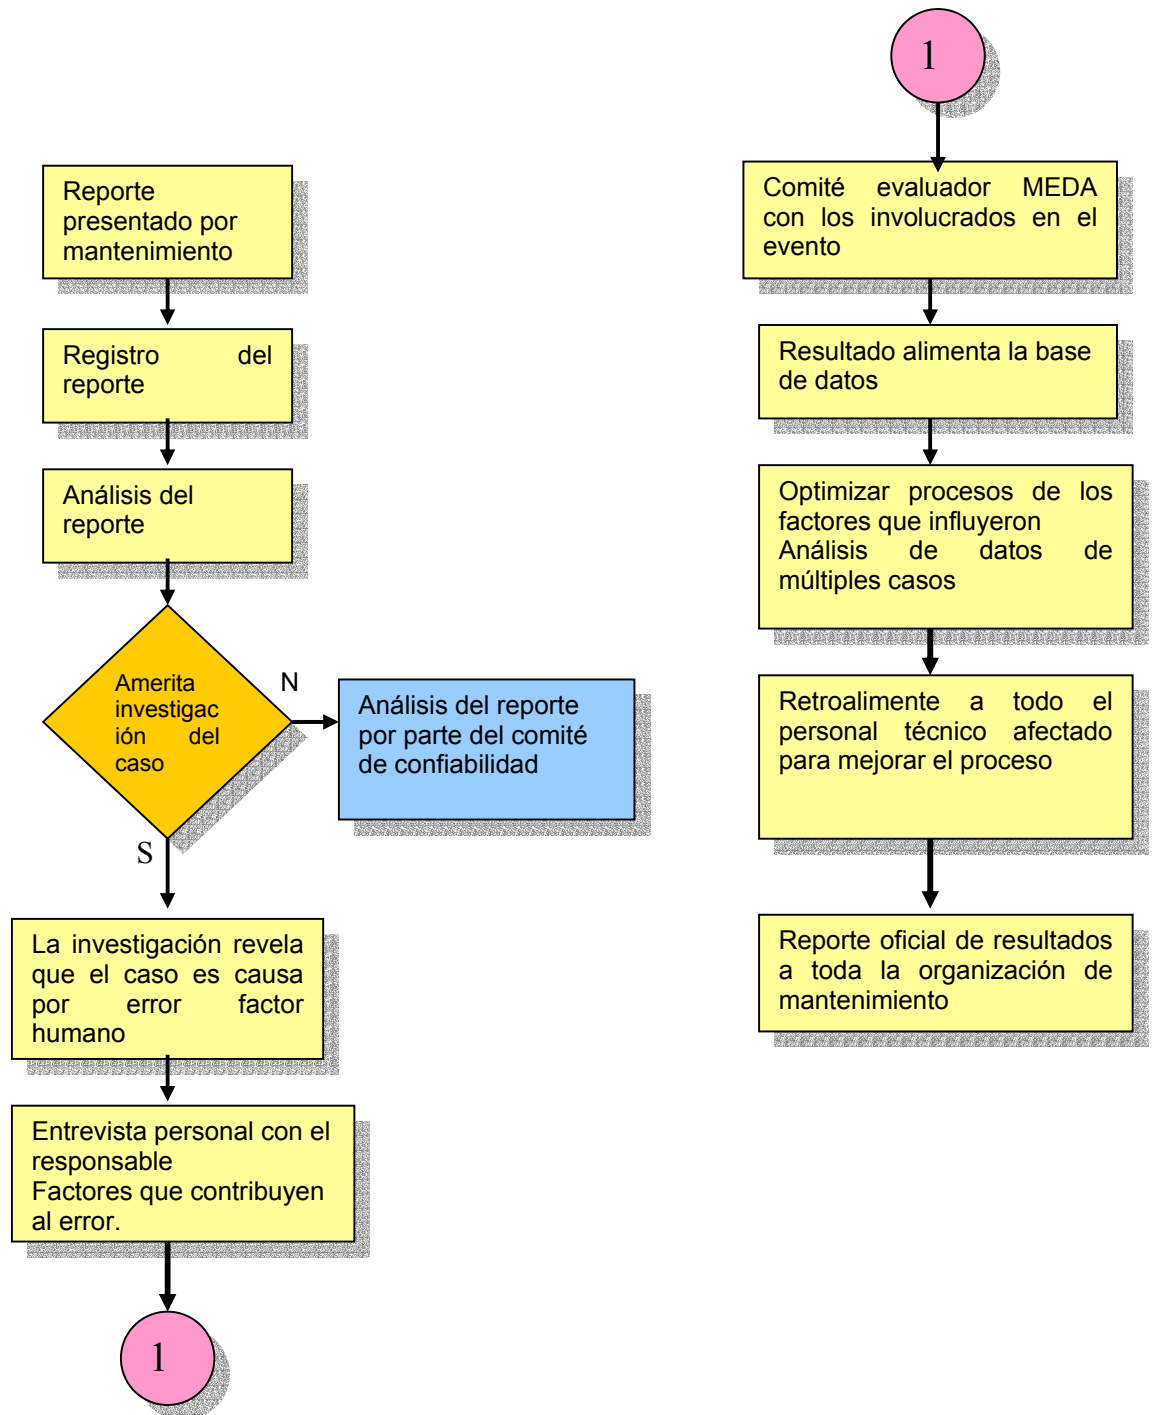 Reporte
presentado por
mantenimiento
Registro del
reporte
Análisis del
reporte
Amerita
investigac
ión del
caso
N
Análisis del reporte
por parte del comité
de confiabilidad
S
La investigación revela
que el caso es causa
por error factor
humano
Entrevista personal con el
responsable
Factores que contribuyen
al error.
1
1
Comité evaluador MEDA
con los involucrados en el
evento
Resultado alimenta la base
de datos
Optimizar procesos de los
factores que influyeron
Análisis de datos de
múltiples casos
Retroalimente a todo el
personal técnico afectado
para mejorar el proceso
Reporte oficial de resultados
a toda la organización de
mantenimiento